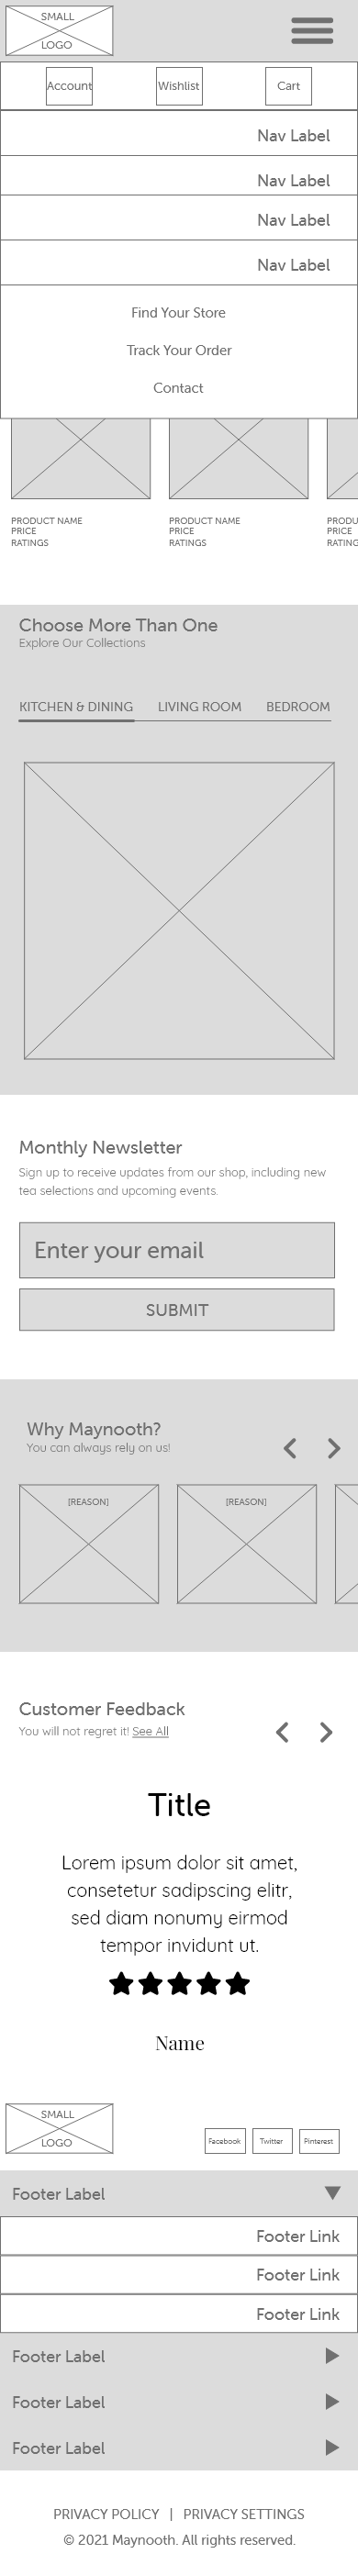 SMALL
LOGO
Account Wishlist Cart
Nav Label
Nav Label
Nav Label
Nav Label
Find Your Store
Track Your Order
Contact
PRODUCT NAME PRODUCT NAME PRODU
PRICE PRICE PRICE
RATINGS RATINGS RATING
Choose More Than One
Explore Our Collections
KITCHEN & DINING LIVING ROOM BEDROOM
Monthly Newsletter
Sign up to receive updates from our shop, including new
tea selections and upcoming events.
Enter your email
SUBMIT
Why Maynooth?
You can always rely on us!
[REASON] [REASON]
Customer Feedback
You will not regret it! See All
Title
Lorem ipsum dolor sit amet,
consetetur sadipscing elitr,
sed diam nonumy eirmod
tempor invidunt ut.
Name
SMALL
LOGO
Facebook Twitter Pinterest
Footer Label
Footer Link
Footer Link
Footer Link
Footer Label
Footer Label
Footer Label
PRIVACY POLICY | PRIVACY SETTINGS
© 2021 Maynooth. All rights reserved.